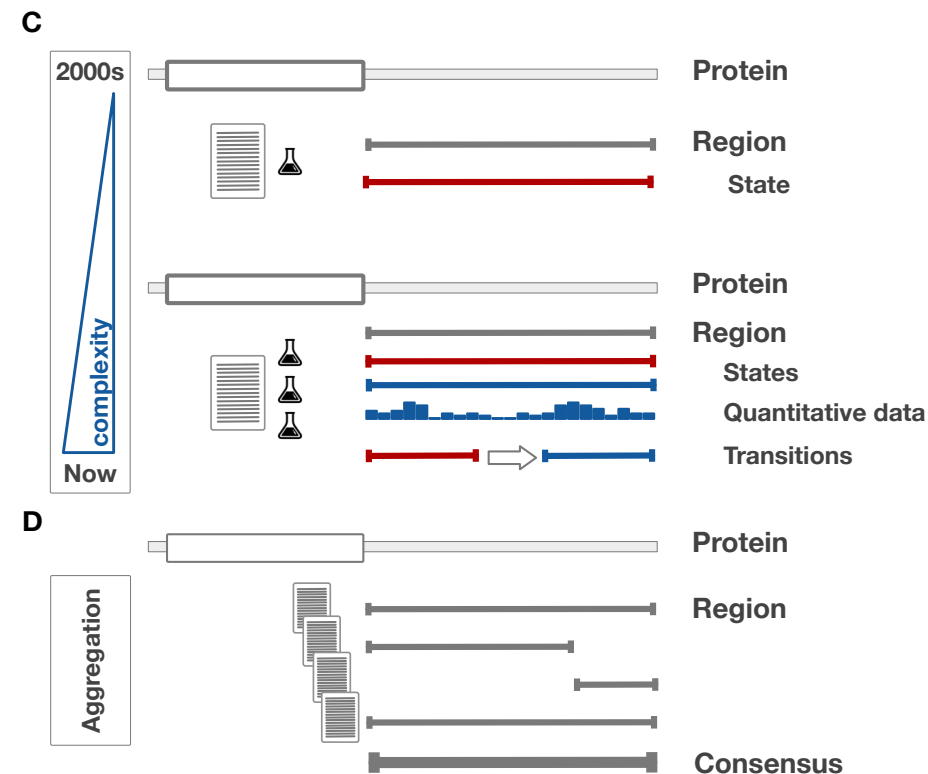 C
2000s
Protein
Region
State
Protein
Region
States
Quantitative data
Transitions
complexity
Now
D
Protein
Aggregation
Region
Consensus